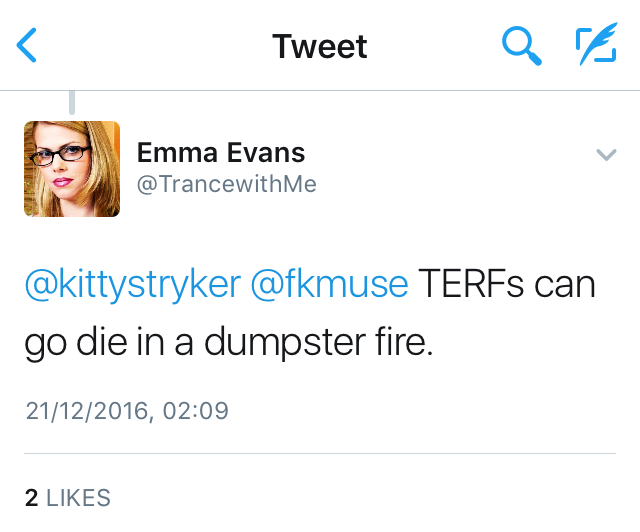 Tweet
Emma Evans
@TrancewithMe
@kittystryker @fkmuse TERFs can
go die in a dumpster fire.
21/12/2016, 02:09
2 LIKES